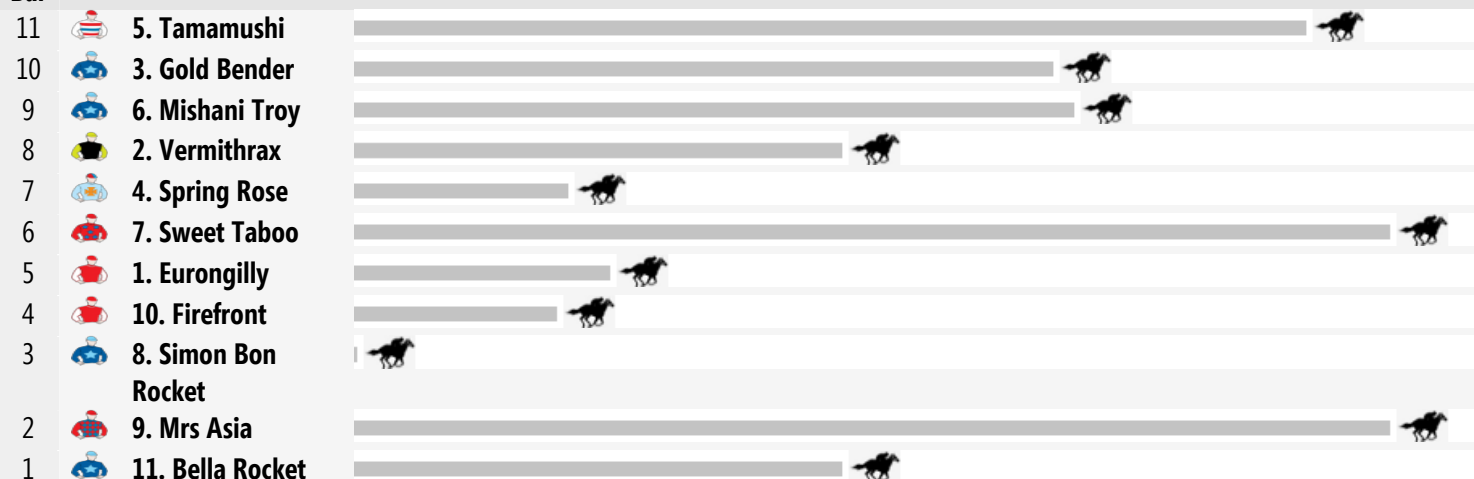 11 5. Tamamushi
10 3. Gold Bender
9 6. Mishani Troy
8 2. Vermithrax
7 4. Spring Rose
6 7. Sweet Taboo
5 1. Eurongilly
4 10. Firefront
3 8. Simon Bon
Rocket
2 9. Mrs Asia
1 11. Bella Rocket